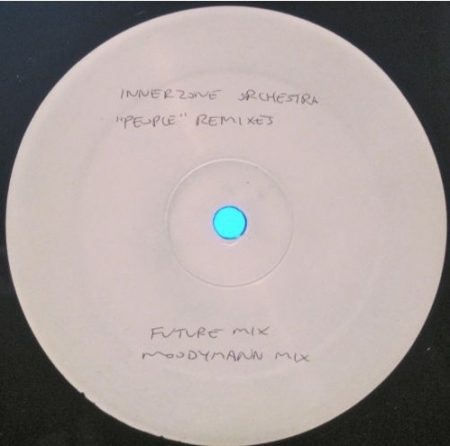 INNERZONE ORCHESTRA
"PEOPLE" REMIXES
FUTURE MIX
MOODYMANN MIX